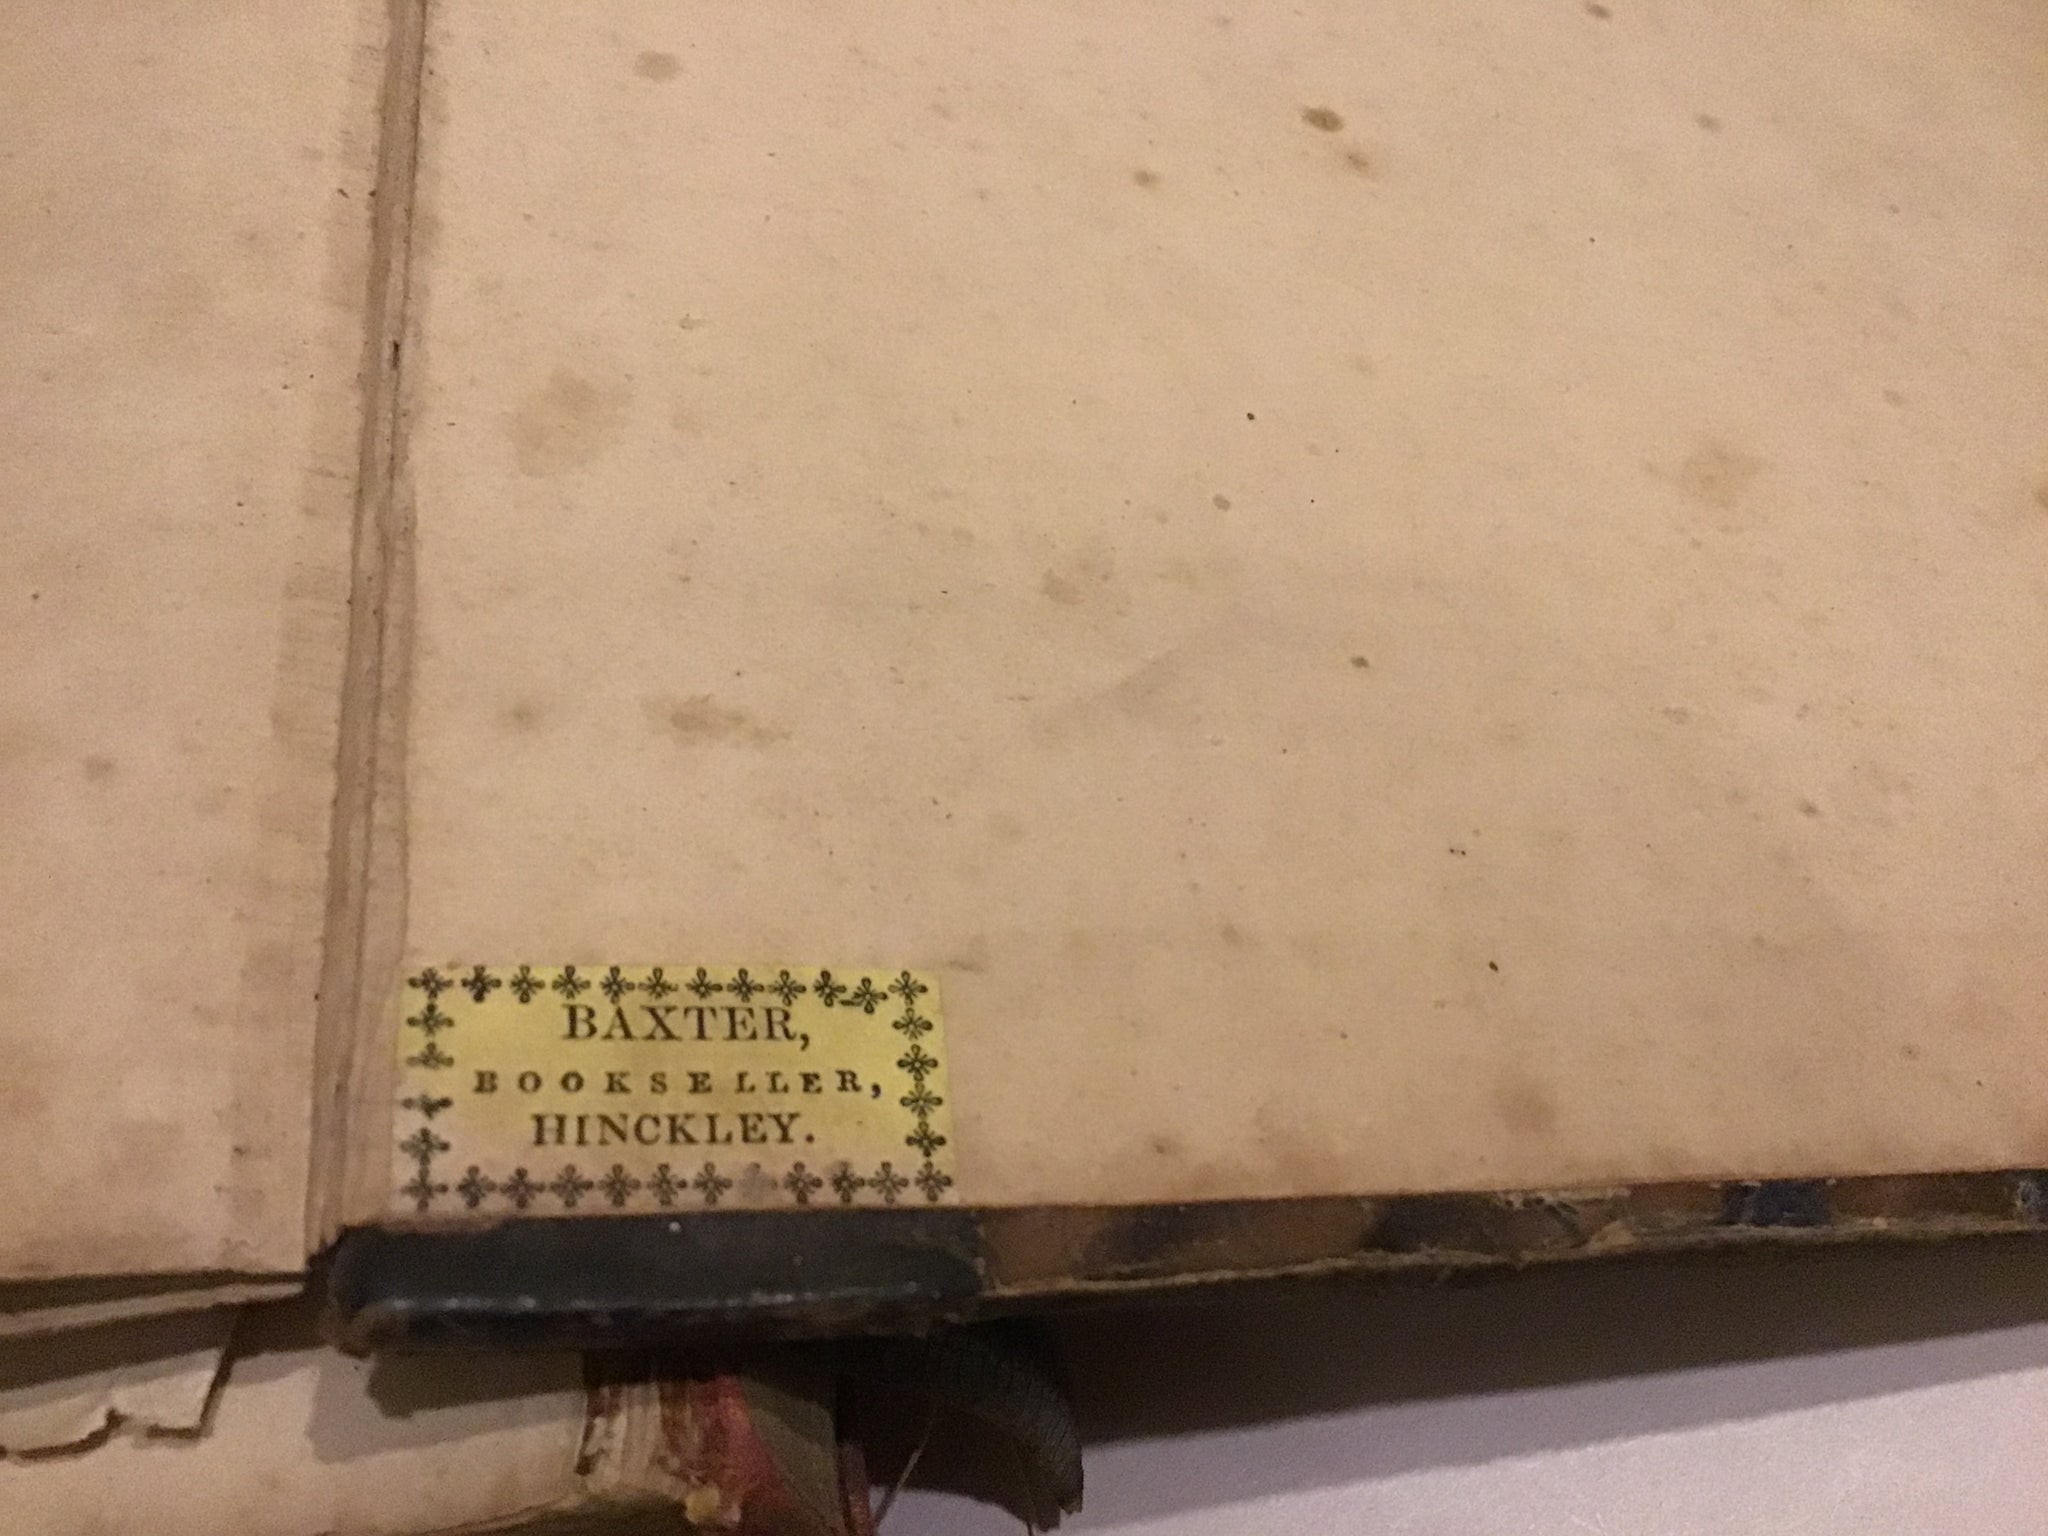 BAXTER,
BOOKSELLER,
HINCKLEY.